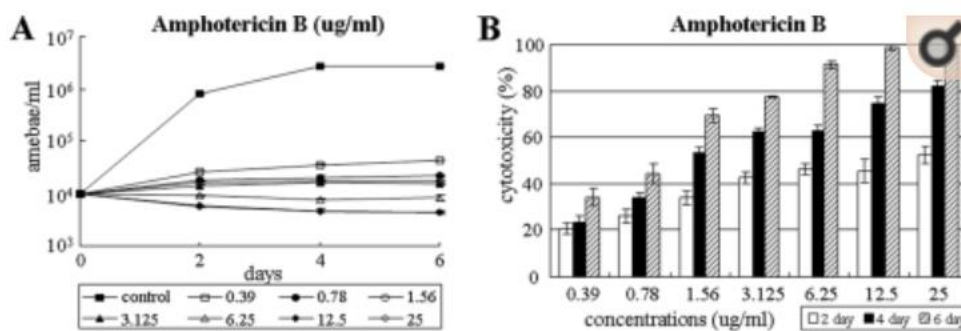 A
Amphotericin B (ug/ml)
amebae/ml
10⁷
10⁶
10⁵
10⁴
10³
0 2 4 6
days
control 0.39 0.78 1.56
3.125 6.25 12.5 25
B
Amphotericin B
cytotoxicity (%)
100
80
60
40
20
0
0.39 0.78 1.56 3.125 6.25 12.5 25
concentrations (ug/ml)
2 day 4 day 6 day